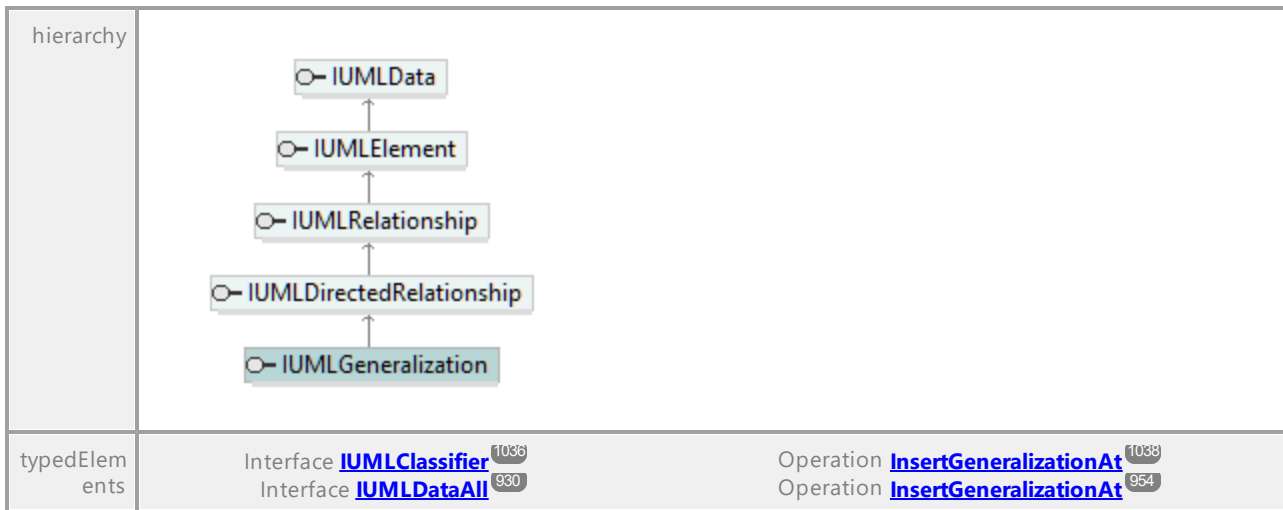 hierarchy
IUMLData
IUMLElement
IUMLRelationship
IUMLDirectedRelationship
IUMLGeneralization
typedElem
ents
Interface IUMLClassifier 1036
Operation InsertGeneralizationAt 1038
Interface IUMLDataAll 930
Operation InsertGeneralizationAt 954